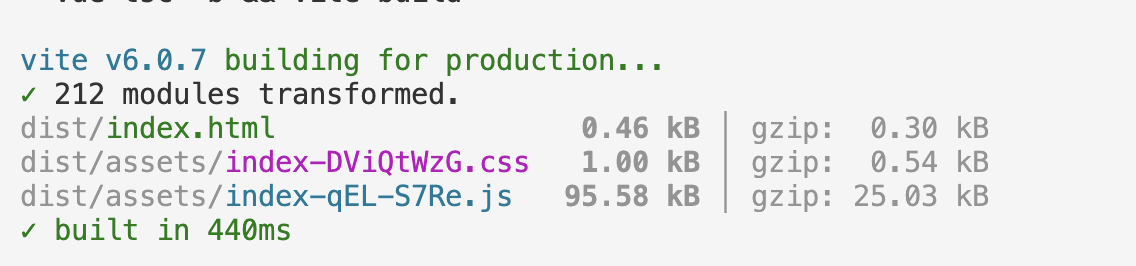 vite v6.0.7 building for production...
✓ 212 modules transformed.
dist/index.html 0.46 kB │ gzip: 0.30 kB
dist/assets/index-DViQtWzG.css 1.00 kB │ gzip: 0.54 kB
dist/assets/index-qEL-S7Re.js 95.58 kB │ gzip: 25.03 kB
✓ built in 440ms